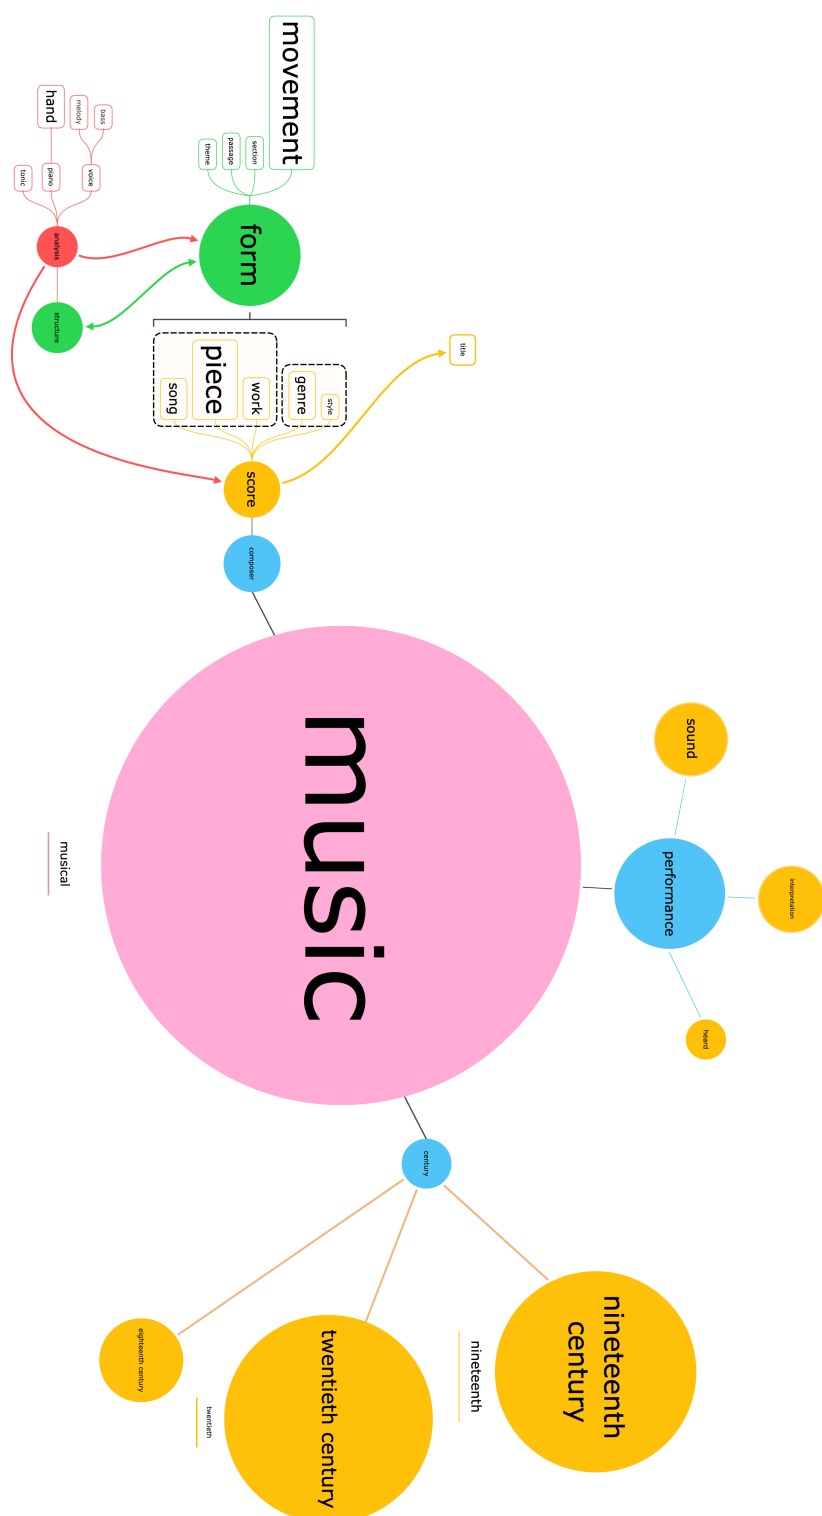 movement
section
passage
theme
form
bass
melody
hand
voice
piano
tonic
analysis
structure
title
style
genre
work
piece
song
score
composer
music
musical
sound
performance
interpretation
heard
century
nineteenth
century
nineteenth
twentieth century
twentieth
eighteenth century